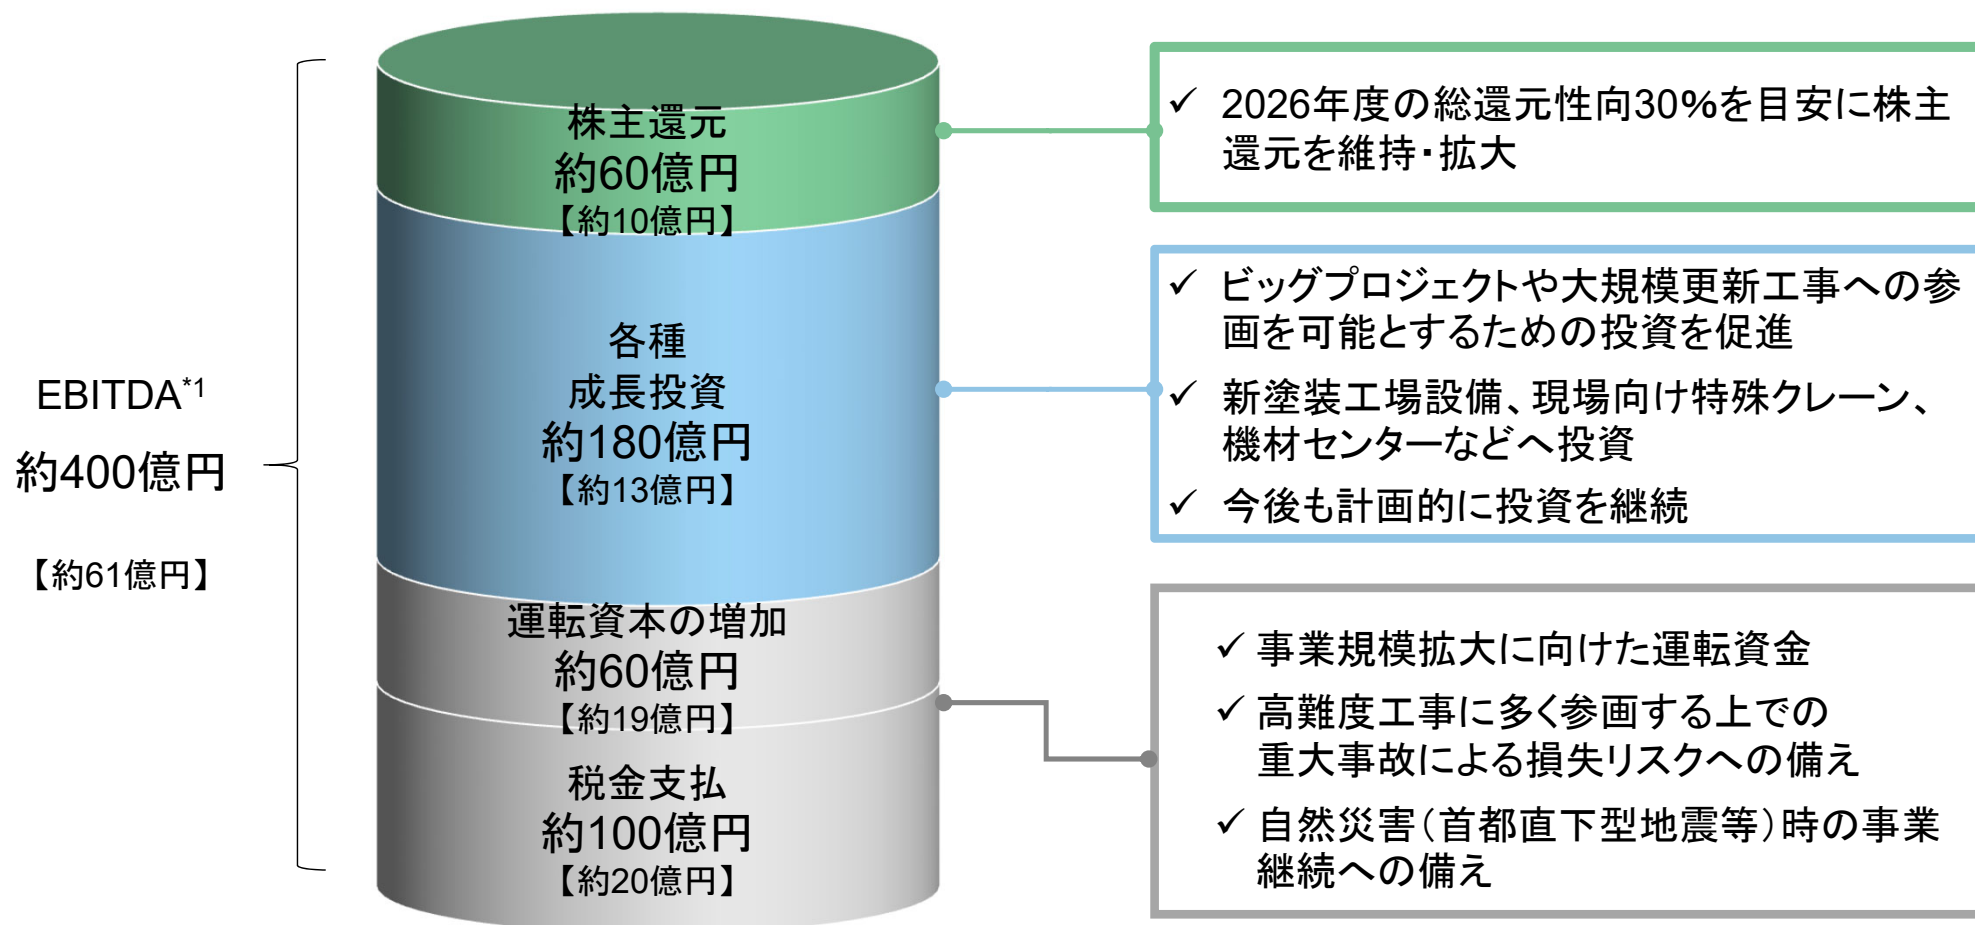 EBITDA*1
約400億円
【約61億円】
株主還元
約60億円
【約10億円】
各種
成長投資
約180億円
【約13億円】
運転資本の増加
約60億円
【約19億円】
税金支払
約100億円
【約20億円】
✓ 2026年度の総還元性向30%を目安に株主
還元を維持・拡大
✓ ビッグプロジェクトや大規模更新工事への参
画を可能とするための投資を促進
✓ 新塗装工場設備、現場向け特殊クレーン、
機材センターなどへ投資
✓ 今後も計画的に投資を継続
✓ 事業規模拡大に向けた運転資金
✓ 高難度工事に多く参画する上での
重大事故による損失リスクへの備え
✓ 自然災害（首都直下型地震等）時の事業
継続への備え